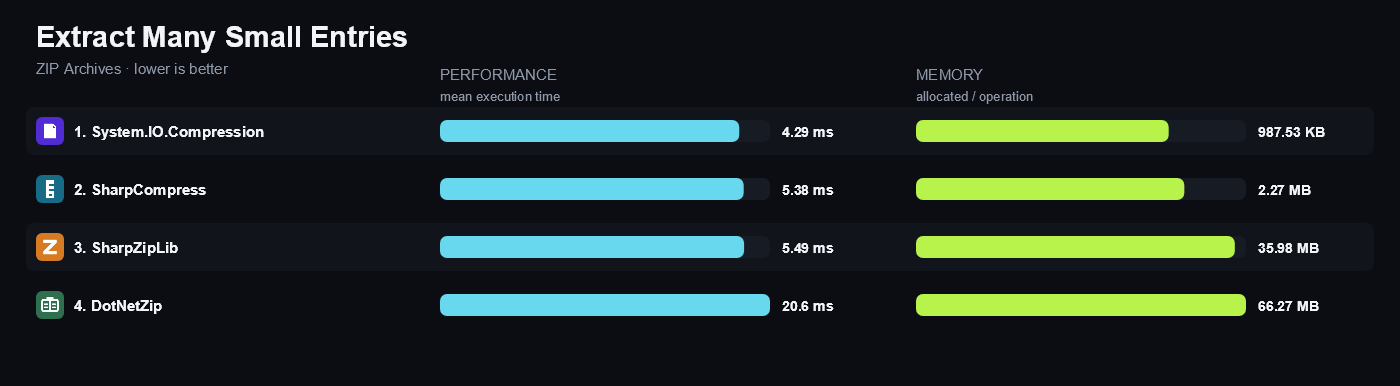 Extract Many Small Entries
ZIP Archives · lower is better
PERFORMANCE
mean execution time
MEMORY
allocated / operation
1. System.IO.Compression 4.29 ms 987.53 KB
2. SharpCompress 5.38 ms 2.27 MB
3. SharpZipLib 5.49 ms 35.98 MB
4. DotNetZip 20.6 ms 66.27 MB